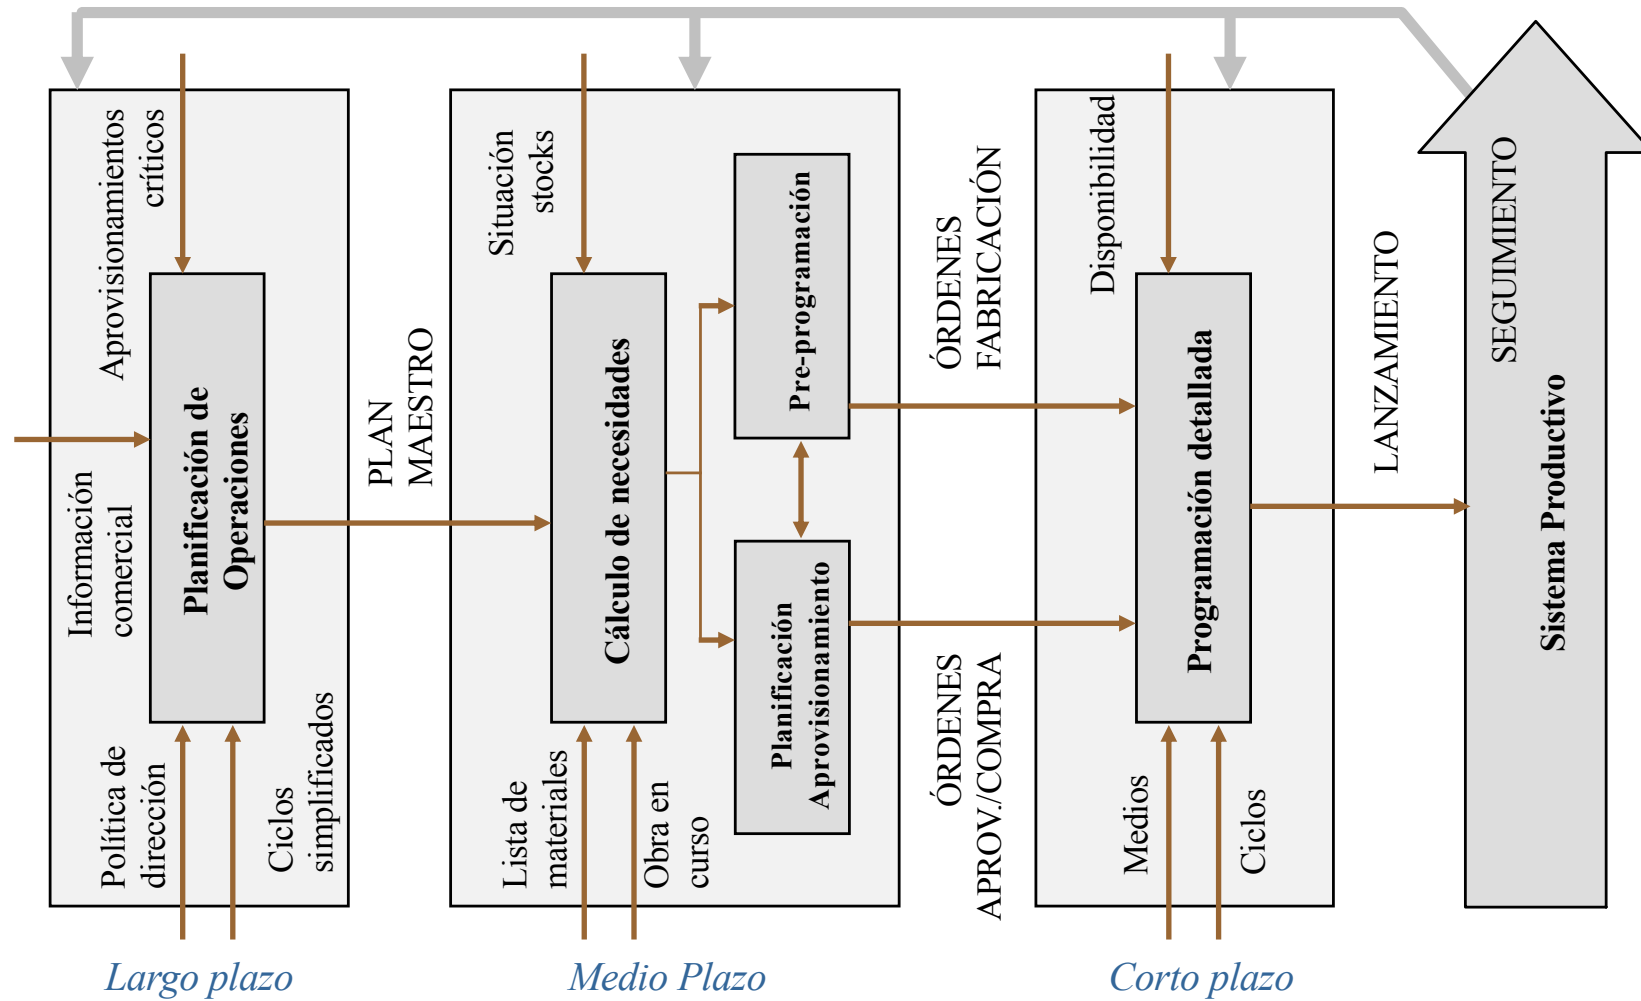 Aprovisionamientos
críticos
Información
comercial
Planificación de
Operaciones
Política de
dirección
Ciclos
simplificados
PLAN
MAESTRO
Situación
stocks
Cálculo de necesidades
Lista de
materiales
Obra en
curso
Pre-programación
Planificación
Aprovisionamiento
ÓRDENES
FABRICACIÓN
ÓRDENES
APROV./COMPRA
Disponibilidad
Programación detallada
Medios
Ciclos
LANZAMIENTO
SEGUIMIENTO
Sistema Productivo
Largo plazo
Medio Plazo
Corto plazo